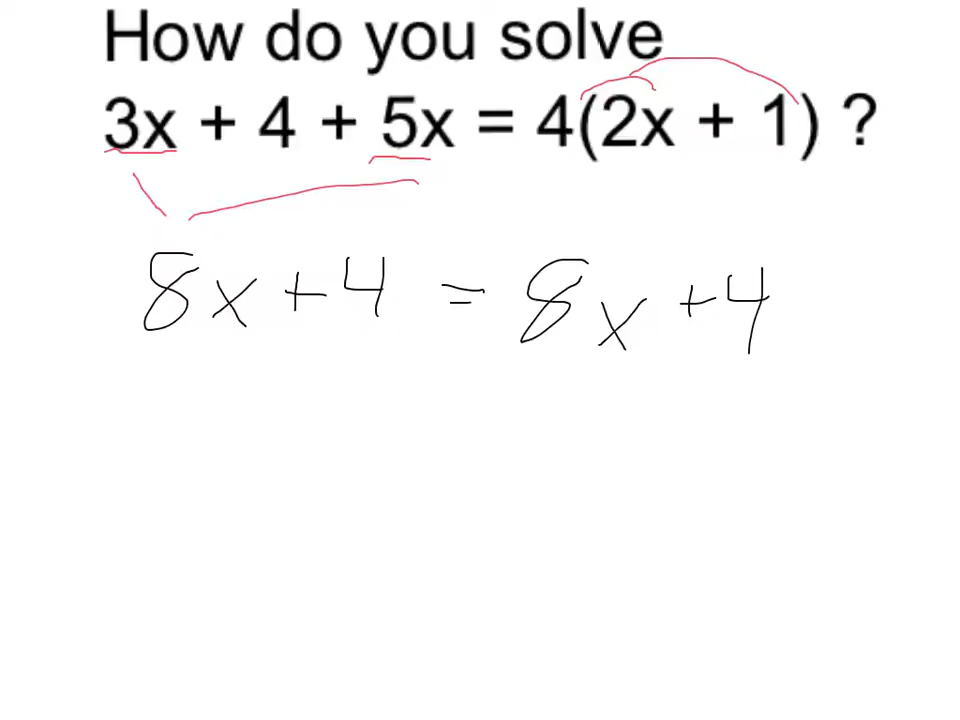 How do you solve
3x + 4 + 5x = 4(2x + 1) ?
8x + 4 = 8x + 4